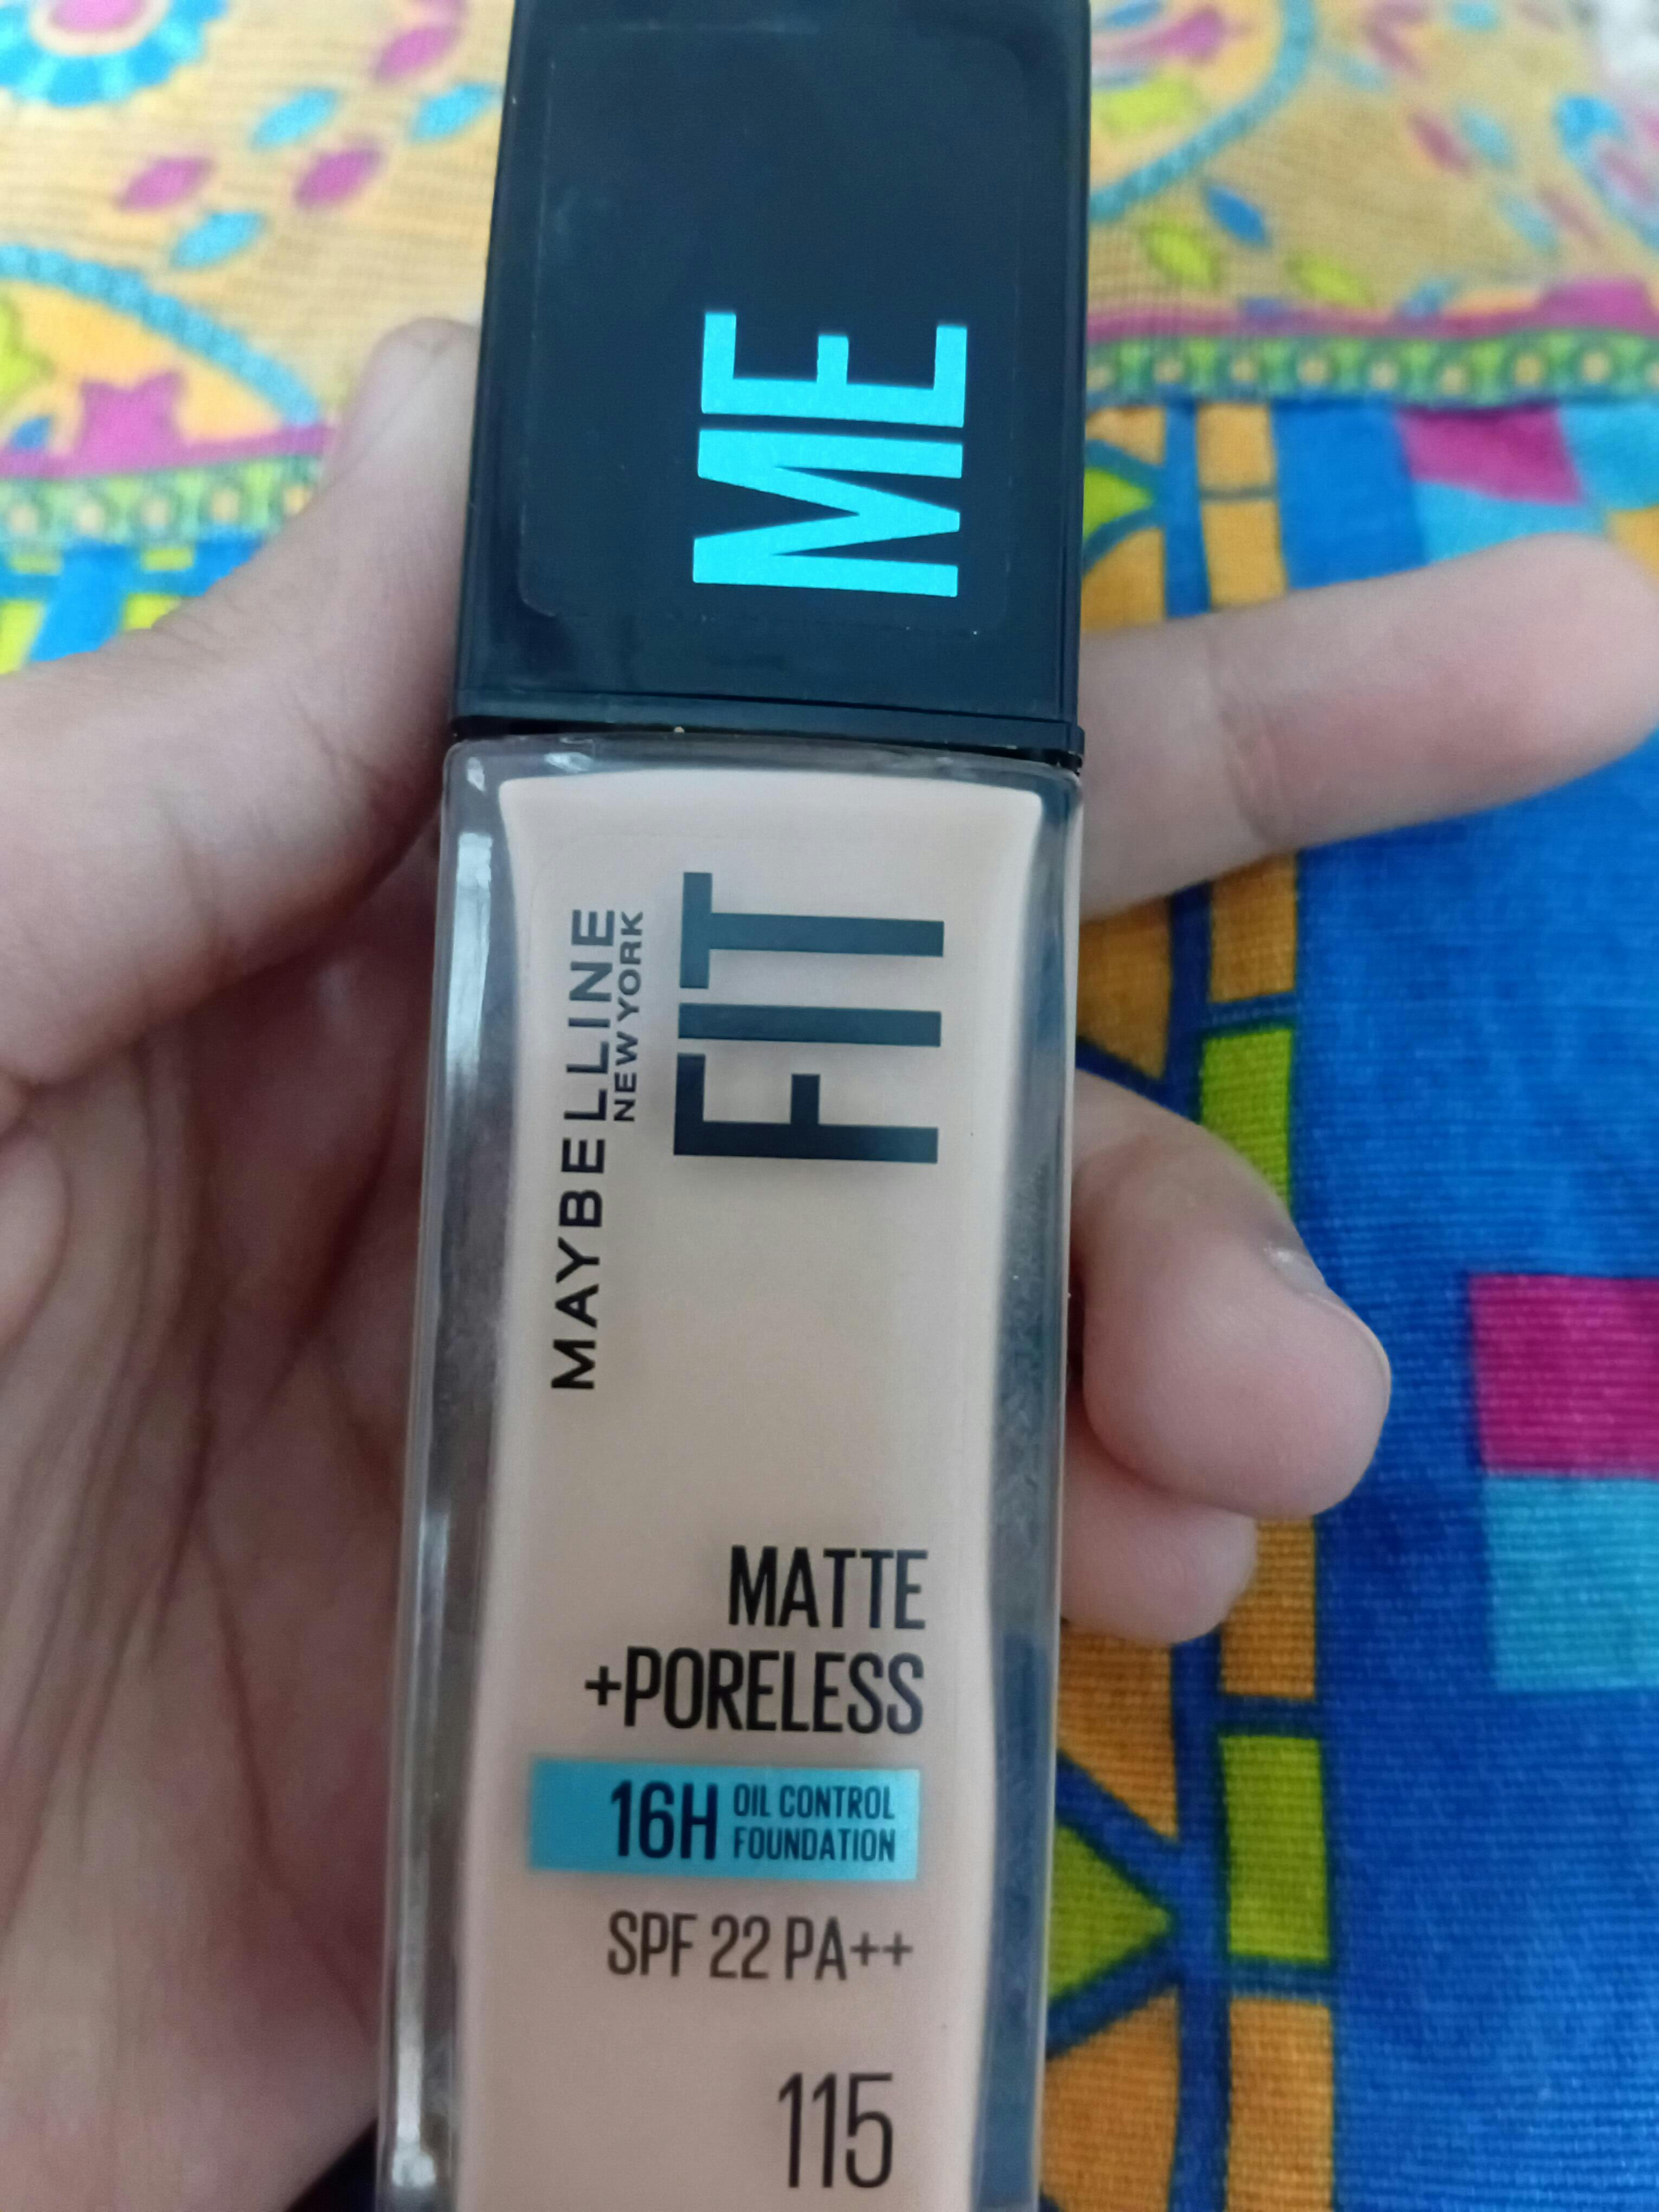 MAYBELLINE
NEW YORK
FIT ME
MATTE
+PORELESS
16H OIL CONTROL
FOUNDATION
SPF 22 PA++
115